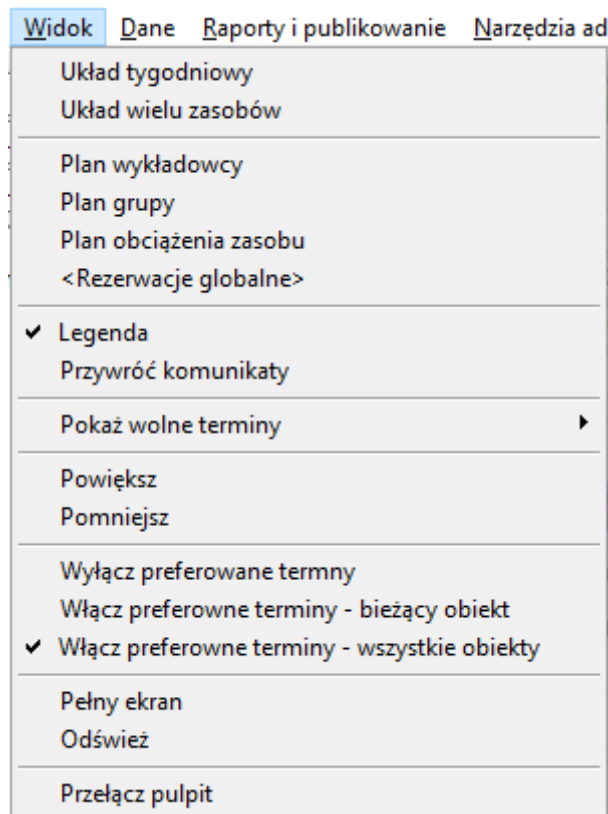 Widok Dane Raporty i publikowanie Narzędzia ad
Układ tygodniowy
Układ wielu zasobów
Plan wykładowcy
Plan grupy
Plan obciążenia zasobu
<Rezerwacje globalne>
Legenda
Przywróć komunikaty
Pokaż wolne terminy
Powiększ
Pomniejsz
Wyłącz preferowane termny
Włącz preferowne terminy - bieżący obiekt
Włącz preferowne terminy - wszystkie obiekty
Pełny ekran
Odśwież
Przełącz pulpit